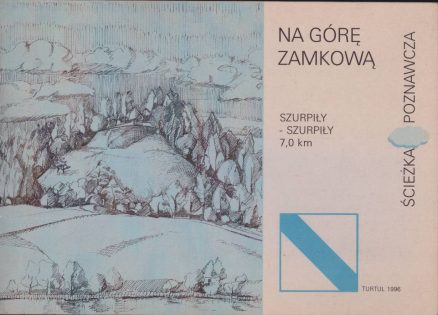 NA GÓRĘ
ZAMKOWĄ
SZURPIŁY
- SZURPIŁY
7,0 km
ŚCIEŻKA POZNAWCZA
TURTUL 1996